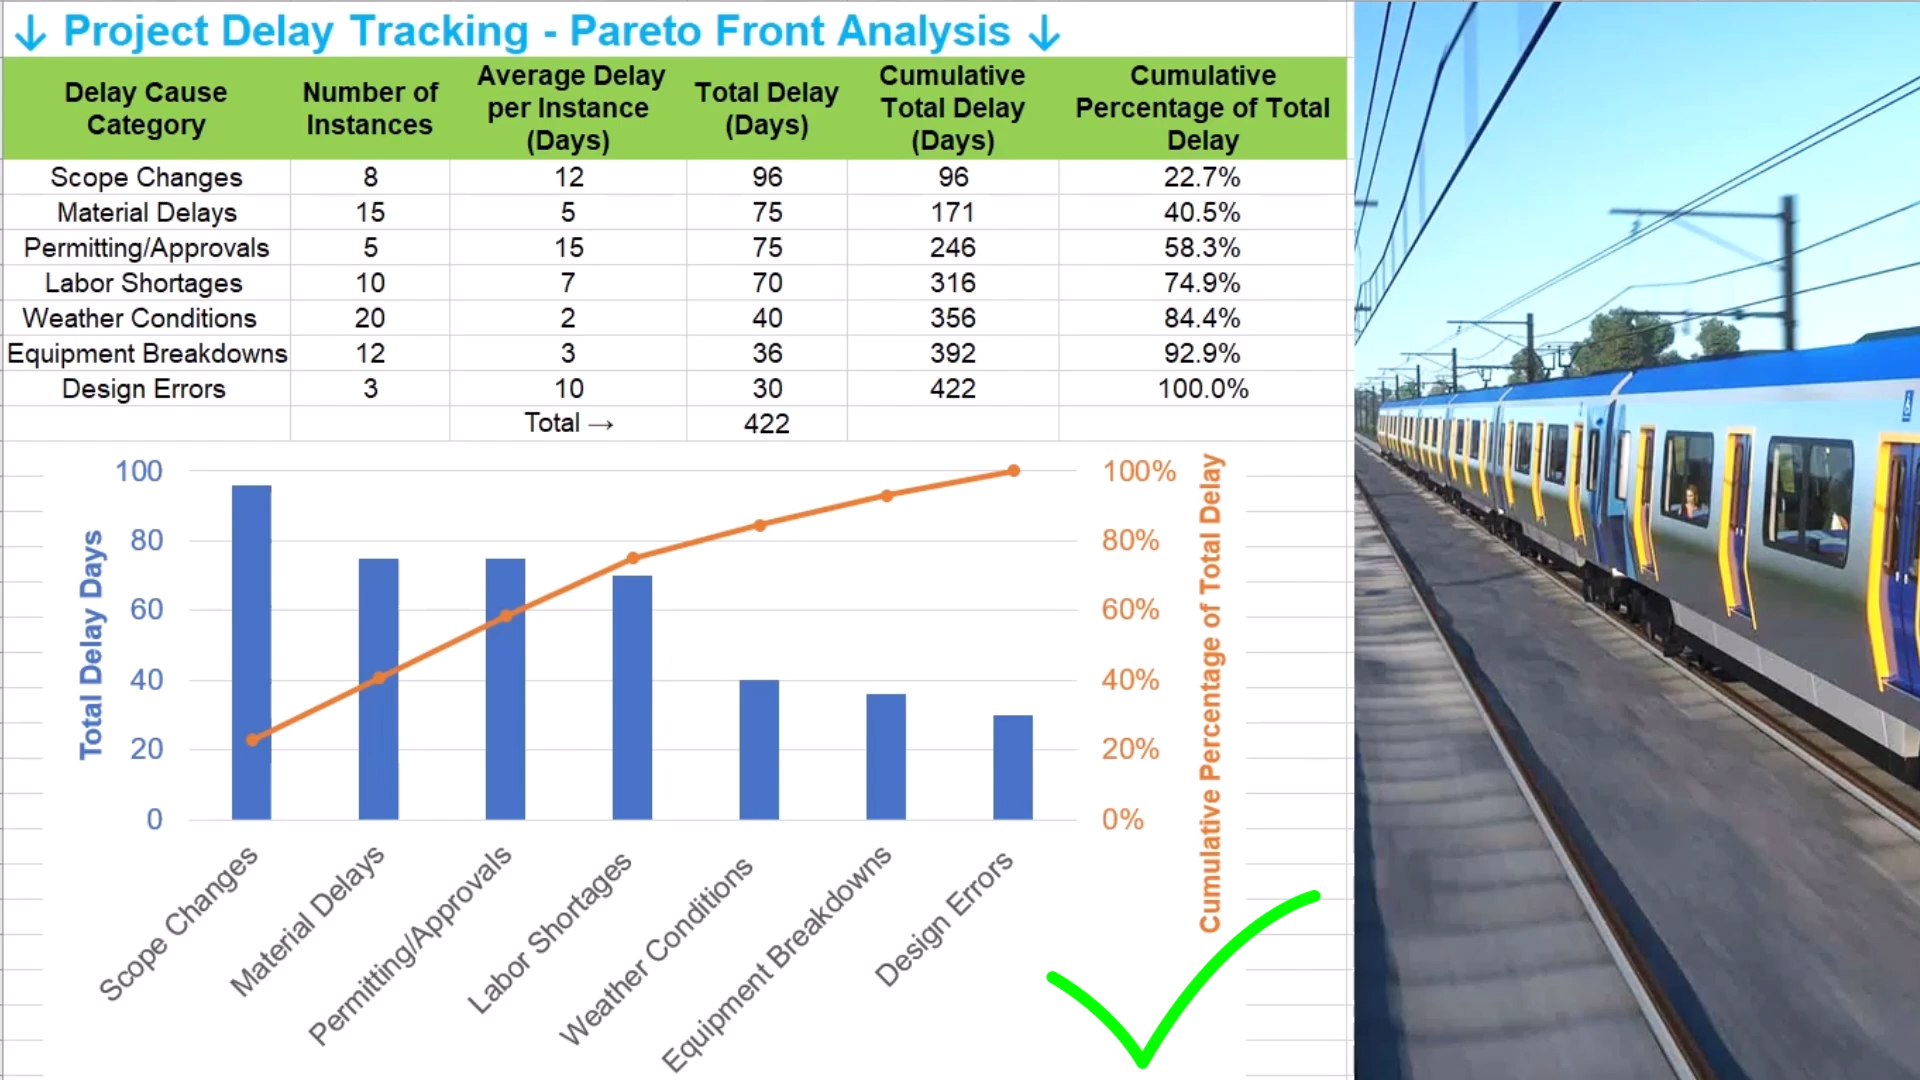 ↓ Project Delay Tracking - Pareto Front Analysis ↓
Delay Cause Category Number of Instances Average Delay per Instance (Days) Total Delay (Days) Cumulative Total Delay (Days) Cumulative Percentage of Total Delay
Scope Changes 8 12 96 96 22.7%
Material Delays 15 5 75 171 40.5%
Permitting/Approvals 5 15 75 246 58.3%
Labor Shortages 10 7 70 316 74.9%
Weather Conditions 20 2 40 356 84.4%
Equipment Breakdowns 12 3 36 392 92.9%
Design Errors 3 10 30 422 100.0%
Total → 422
Total Delay Days
100
80
60
40
20
0
100%
80%
60%
40%
20%
0%
Cumulative Percentage of Total Delay
Scope Changes
Material Delays
Permitting/Approvals
Labor Shortages
Weather Conditions
Equipment Breakdowns
Design Errors